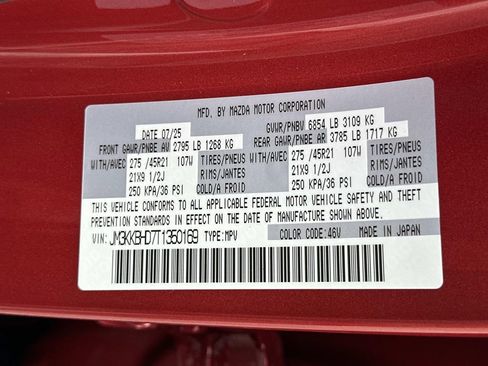 MFD. BY MAZDA MOTOR CORPORATION
DATE 07/25 GVWR/PNBV 6854 LB 3109 KG
FRONT GAWR/PNBE AV 2795 LB 1268 KG REAR GAWR/PNBE AR 3785 LB 1717 KG
WITH/AVEC 275 /45R21 107W TIRES/PNEUS WITH/AVEC 275 /45R21 107W TIRES/PNEUS
21X9 1/2J RIMS/JANTES 21X9 1/2J RIMS/JANTES
250 KPA/36 PSI COLD/A FROID 250 KPA/36 PSI COLD/A FROID
THIS VEHICLE CONFORMS TO ALL APPLICABLE FEDERAL MOTOR VEHICLE SAFETY AND THEFT
PREVENTION STANDARDS IN EFFECT ON THE DATE OF MANUFACTURE SHOWN ABOVE.
VIN: JM3KKBHD7T1350169 TYPE: MPV COLOR CODE: 46V MADE IN JAPAN